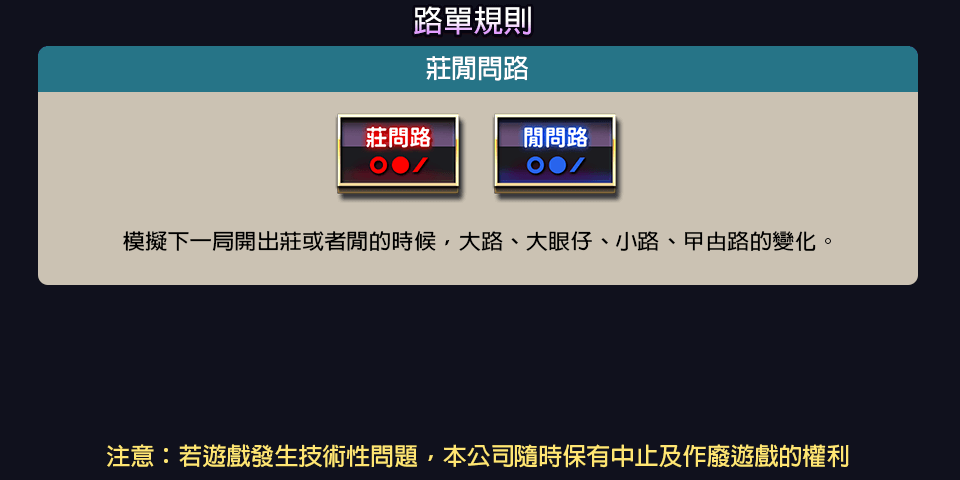 路單規則
莊閒問路
莊問路
閒問路
模擬下一局開出莊或者閒的時候，大路、大眼仔、小路、曱甴路的變化。
注意：若遊戲發生技術性問題，本公司隨時保有中止及作廢遊戲的權利